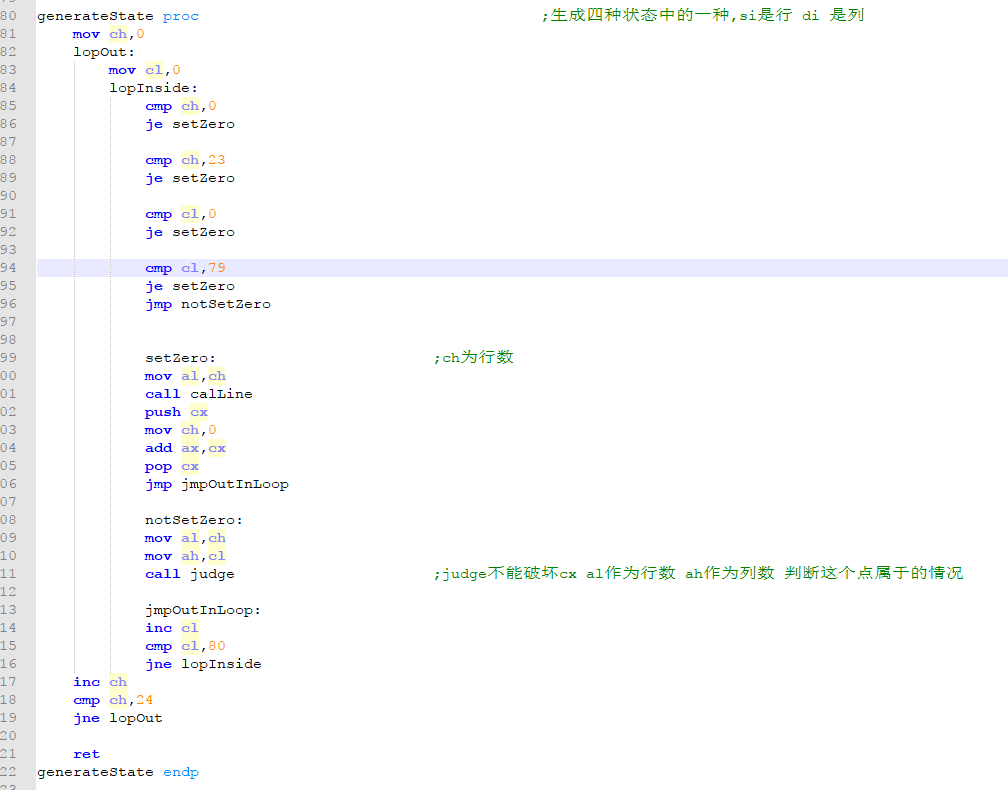 80 generateState proc ;生成四种状态中的一种,si是行 di 是列
81 mov ch,0
82 lopOut:
83 mov cl,0
84 lopInside:
85 cmp ch,0
86 je setZero
87
88 cmp ch,23
89 je setZero
90
91 cmp cl,0
92 je setZero
93
94 cmp cl,79
95 je setZero
96 jmp notSetZero
97
98
99 setZero: ;ch为行数
00 mov al,ch
01 call calLine
02 push cx
03 mov ch,0
04 add ax,cx
05 pop cx
06 jmp jmpOutInLoop
07
08 notSetZero:
09 mov al,ch
10 mov ah,cl
11 call judge ;judge不能破坏cx al作为行数 ah作为列数 判断这个点属于的情况
12
13 jmpOutInLoop:
14 inc cl
15 cmp cl,80
16 jne lopInside
17 inc ch
18 cmp ch,24
19 jne lopOut
20
21 ret
22 generateState endp